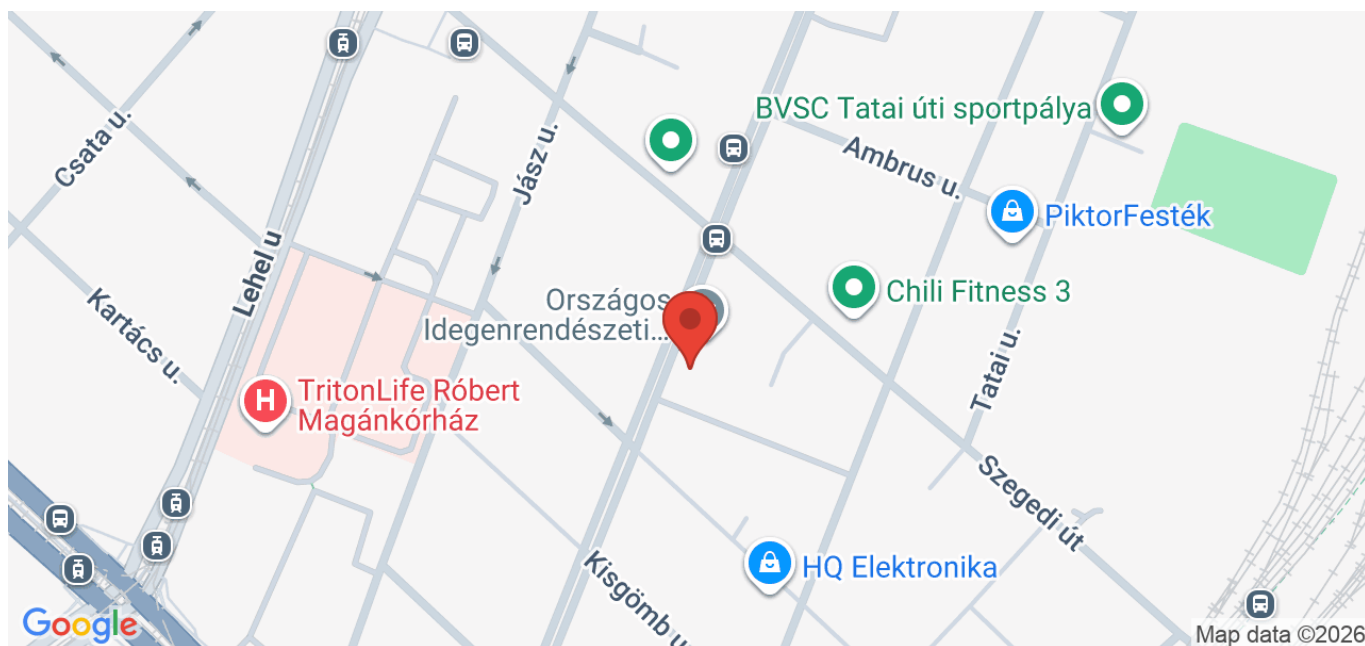 BVSC Tatai úti sportpálya
Csata u.
Jász u.
Ambrus u.
PiktorFesték
Lehel u
Országos
Idegenrendészeti...
Chili Fitness 3
Kartács u.
Tatai u.
H
TritonLife Róbert
Magánkórház
Szegedi út
Kisgömb u.
HQ Elektronika
Google
Map data ©2026